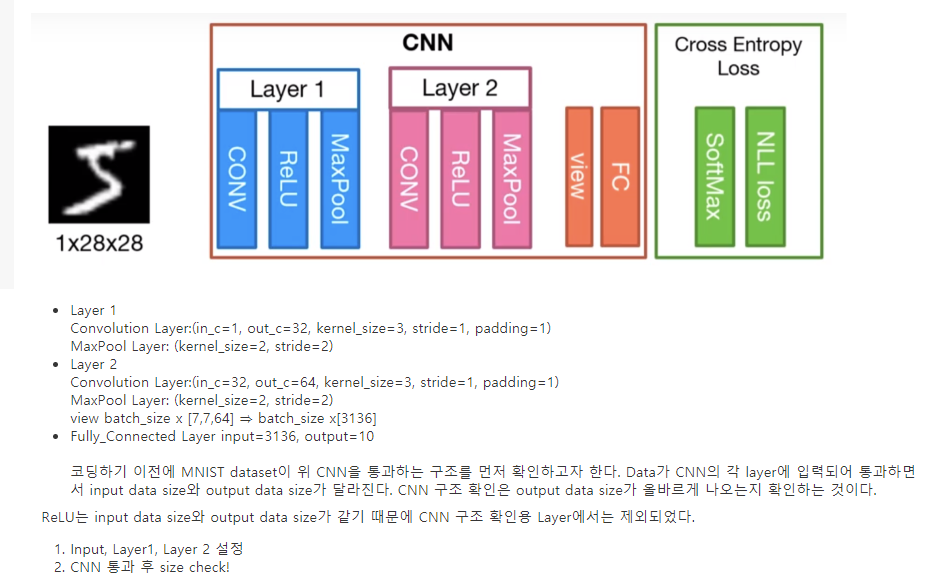 CNN
Cross Entropy
Loss
Layer 1
Layer 2
CONV
ReLU
MaxPool
CONV
ReLU
MaxPool
view
FC
SoftMax
NLL loss
1x28x28
• Layer 1
Convolution Layer:(in_c=1, out_c=32, kernel_size=3, stride=1, padding=1)
MaxPool Layer: (kernel_size=2, stride=2)
• Layer 2
Convolution Layer:(in_c=32, out_c=64, kernel_size=3, stride=1, padding=1)
MaxPool Layer: (kernel_size=2, stride=2)
view batch_size x [7,7,64] ⇒ batch_size x[3136]
• Fully_Connected Layer input=3136, output=10
코딩하기 이전에 MNIST dataset이 위 CNN을 통과하는 구조를 먼저 확인하고자 한다. Data가 CNN의 각 layer에 입력되어 통과하면
서 input data size와 output data size가 달라진다. CNN 구조 확인은 output data size가 올바르게 나오는지 확인하는 것이다.
ReLU는 input data size와 output data size가 같기 때문에 CNN 구조 확인용 Layer에서는 제외되었다.
1. Input, Layer1, Layer 2 설정
2. CNN 통과 후 size check!